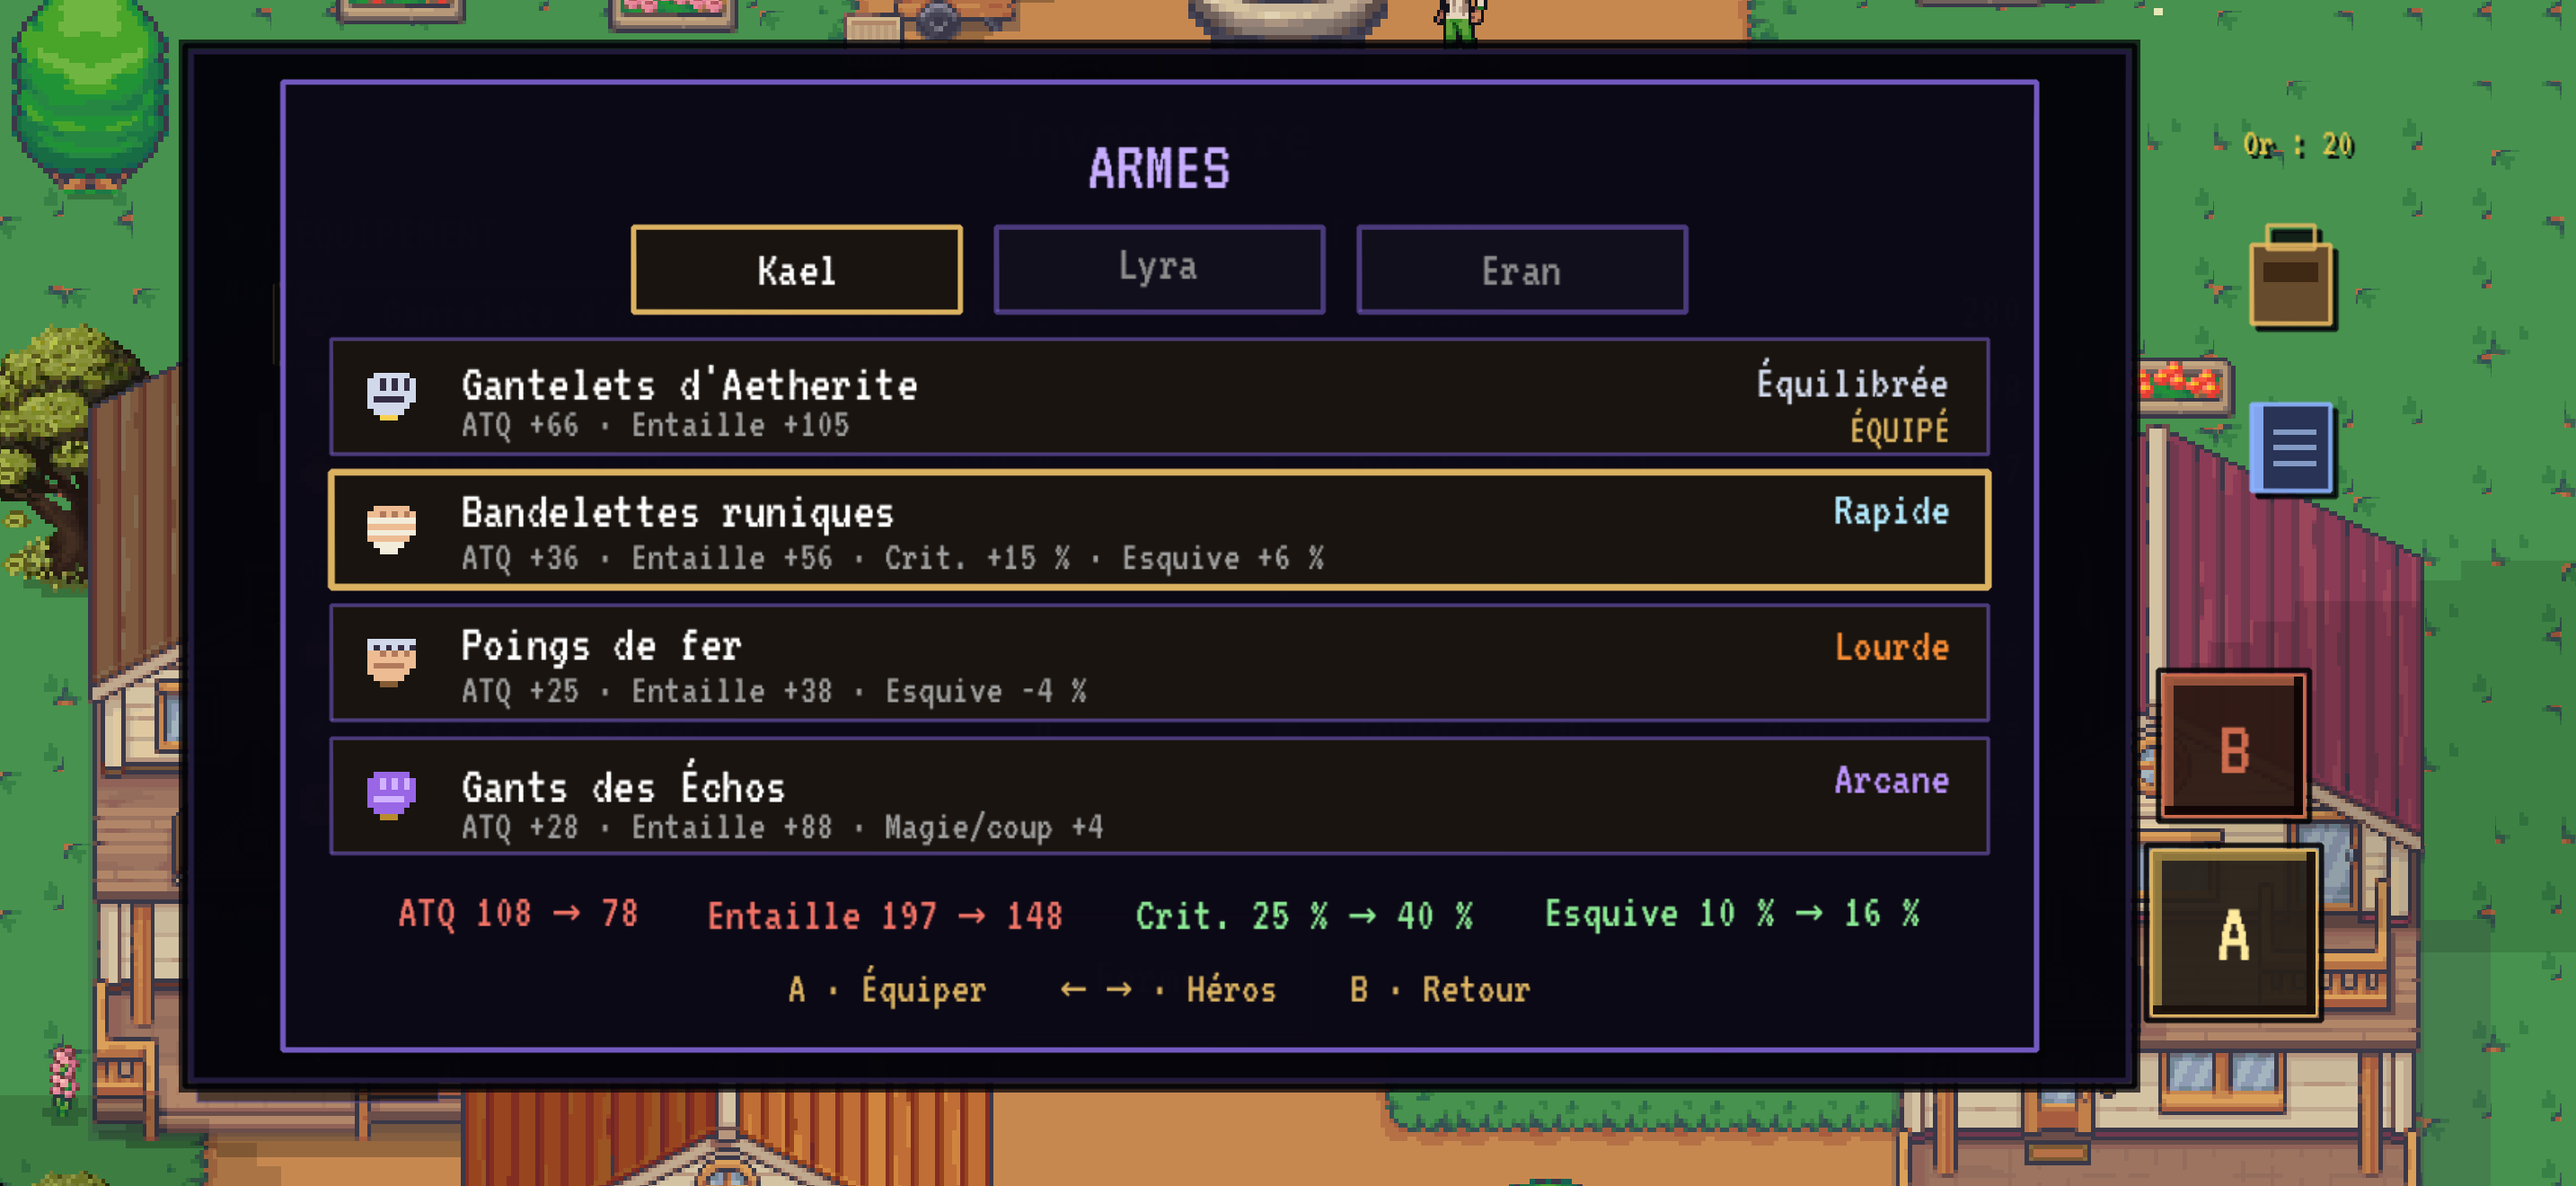 ARMES
Or : 20
Kael
Lyra
Eran
Gantelets d'Aetherite
Équilibrée
ATQ +66 · Entaille +105
ÉQUIPÉ
Bandelettes runiques
Rapide
ATQ +36 · Entaille +56 · Crit. +15 % · Esquive +6 %
Poings de fer
Lourde
ATQ +25 · Entaille +38 · Esquive -4 %
B
Gants des Échos
Arcane
ATQ +28 · Entaille +88 · Magie/coup +4
ATQ 108 → 78
Entaille 197 → 148
Crit. 25 % → 40 %
Esquive 10 % → 16 %
A
A · Équiper
← → · Héros
B · Retour